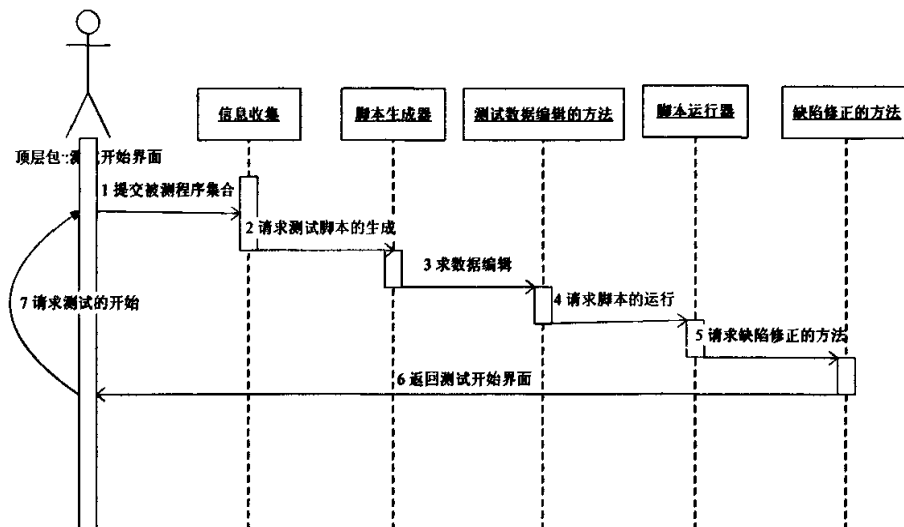 信息收集
脚本生成器
测试数据编辑的方法
脚本运行器
缺陷修正的方法
顶层包::测试开始界面
1 提交被测程序集合
2 请求测试脚本的生成
3 求数据编辑
4 请求脚本的运行
5 请求缺陷修正的方法
6 返回测试开始界面
7 请求测试的开始